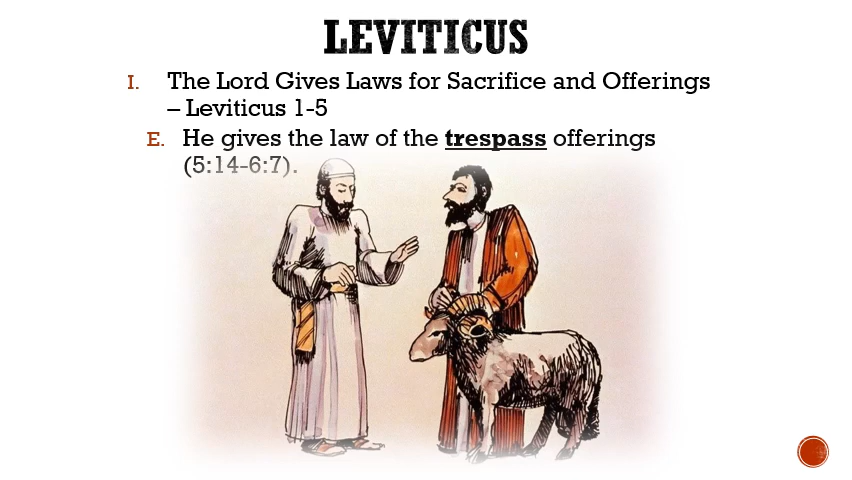 LEVITICUS
I. The Lord Gives Laws for Sacrifice and Offerings
– Leviticus 1-5
E. He gives the law of the trespass offerings
(5:14-6:7).